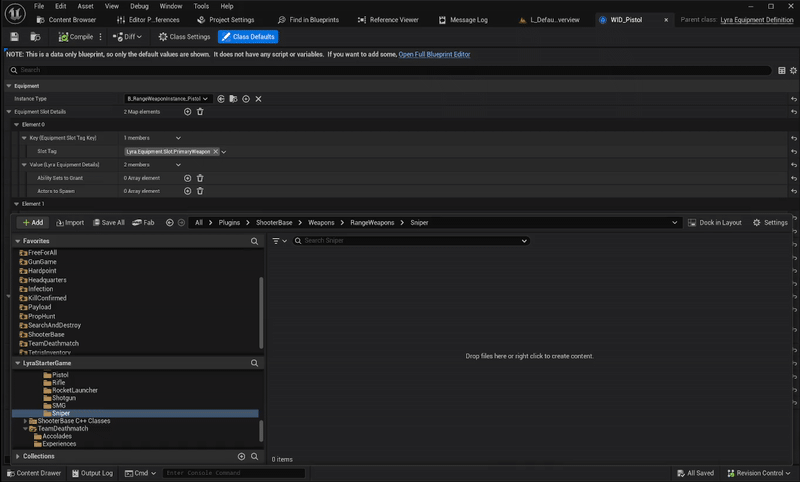 File Edit Asset View Debug Window Tools Help
Content Browser Editor P..ferences Project Settings Find in Blueprints Reference Viewer Message Log L_Defau..verview WID_Pistol Parent class: Lyra Equipment Definition
Compile Diff Class Settings Class Defaults
NOTE: This is a data only blueprint, so only the default values are shown. It does not have any script or variables. If you want to add some, Open Full Blueprint Editor
Search
Equipment
Instance Type B_RangeWeaponInstance_Pistol
Equipment Slot Details 2 Map elements
Element 0
Key (Equipment Slot Tag Key) 1 members
Slot Tag Lyra.Equipment.Slot.PrimaryWeapon
Value (Lyra Equipment Details) 2 members
Ability Sets to Grant 0 Array element
Actors to Spawn 0 Array element
Element 1
Add Import Save All Fab All Plugins ShooterBase Weapons RangeWeapons Sniper Dock in Layout Settings
Favorites
Search Sniper
FreeForAll
GunGame
Hardpoint
Headquarters
Infection
KillConfirmed
Payload
PropHunt
SearchAndDestroy
ShooterBase
TeamDeathmatch
TetrisInventory
Drop files here or right click to create content.
LyraStarterGame
Pistol
Rifle
RocketLauncher
Shotgun
SMG
Sniper
ShooterBase C++ Classes
TeamDeathmatch
Accolades
Experiences
Collections
0 items
Content Drawer Output Log Cmd Enter Console Command All Saved Revision Control